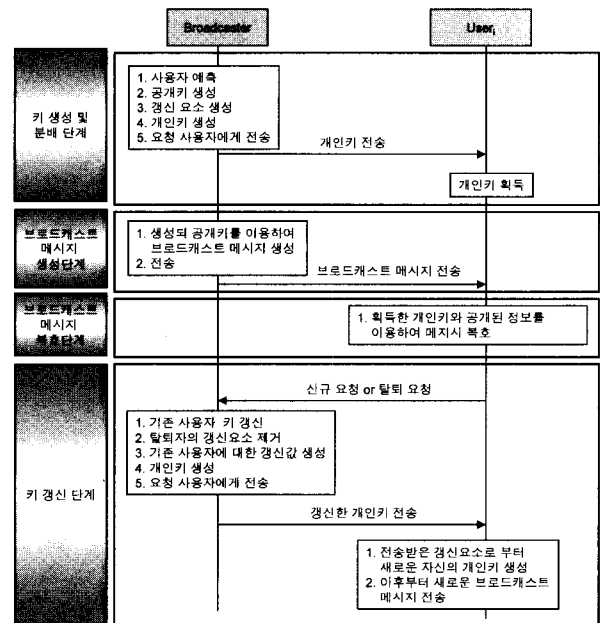 Broadcaster
User_i
키 생성 및
분배 단계
1. 사용자 예측
2. 공개키 생성
3. 갱신 요소 생성
4. 개인키 생성
5. 요청 사용자에게 전송
개인키 전송
개인키 획득
브로드캐스트
메시지
생성단계
1. 생성되 공개키를 이용하여
브로드캐스트 메시지 생성
2. 전송
브로드캐스트 메시지 전송
브로드캐스트
메시지
복호단계
1. 획득한 개인키와 공개된 정보를
이용하여 메지시 복호
키 갱신 단계
신규 요청 or 탈퇴 요청
1. 기존 사용자 키 갱신
2. 탈퇴자의 갱신요소 제거
3. 기존 사용자에 대한 갱신값 생성
4. 개인키 생성
5. 요청 사용자에게 전송
갱신한 개인키 전송
1. 전송받은 갱신요소로 부터
새로운 자신의 개인키 생성
2. 이후부터 새로운 브로드캐스트
메시지 전송